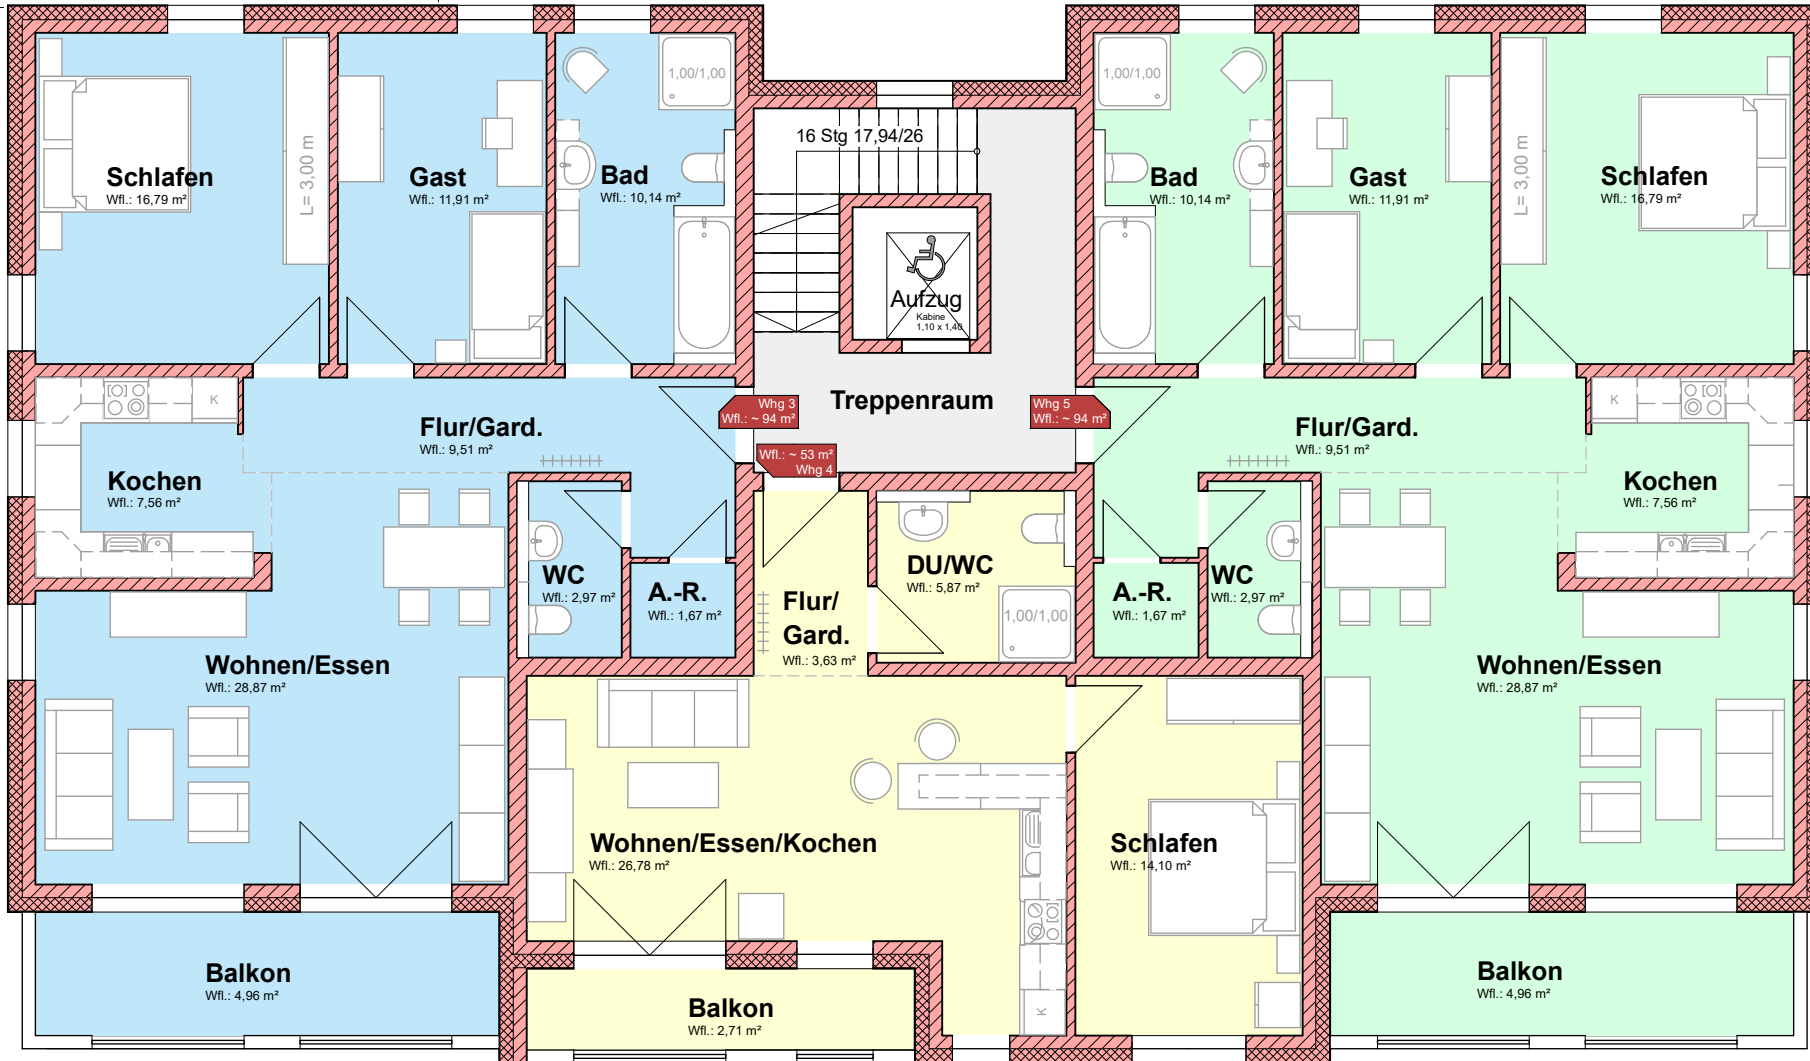 1,00/1,00
1,00/1,00
16 Stg 17,94/26
L= 3,00 m
L= 3,00 m
Schlafen
Wfl.: 16,79 m²
Gast
Wfl.: 11,91 m²
Bad
Wfl.: 10,14 m²
Bad
Wfl.: 10,14 m²
Gast
Wfl.: 11,91 m²
Schlafen
Wfl.: 16,79 m²
Aufzug
Kabine
1,10 x 1,40
K
K
Treppenraum
Whg 3
Wfl.: ~ 94 m²
Whg 5
Wfl.: ~ 94 m²
Wfl.: ~ 53 m²
Whg 4
Flur/Gard.
Wfl.: 9,51 m²
Flur/Gard.
Wfl.: 9,51 m²
Kochen
Wfl.: 7,56 m²
Kochen
Wfl.: 7,56 m²
WC
Wfl.: 2,97 m²
A.-R.
Wfl.: 1,67 m²
Flur/
Gard.
Wfl.: 3,63 m²
DU/WC
Wfl.: 5,87 m²
1,00/1,00
A.-R.
Wfl.: 1,67 m²
WC
Wfl.: 2,97 m²
Wohnen/Essen
Wfl.: 28,87 m²
Wohnen/Essen
Wfl.: 28,87 m²
Wohnen/Essen/Kochen
Wfl.: 26,78 m²
Schlafen
Wfl.: 14,10 m²
Balkon
Wfl.: 4,96 m²
Balkon
Wfl.: 2,71 m²
K
Balkon
Wfl.: 4,96 m²